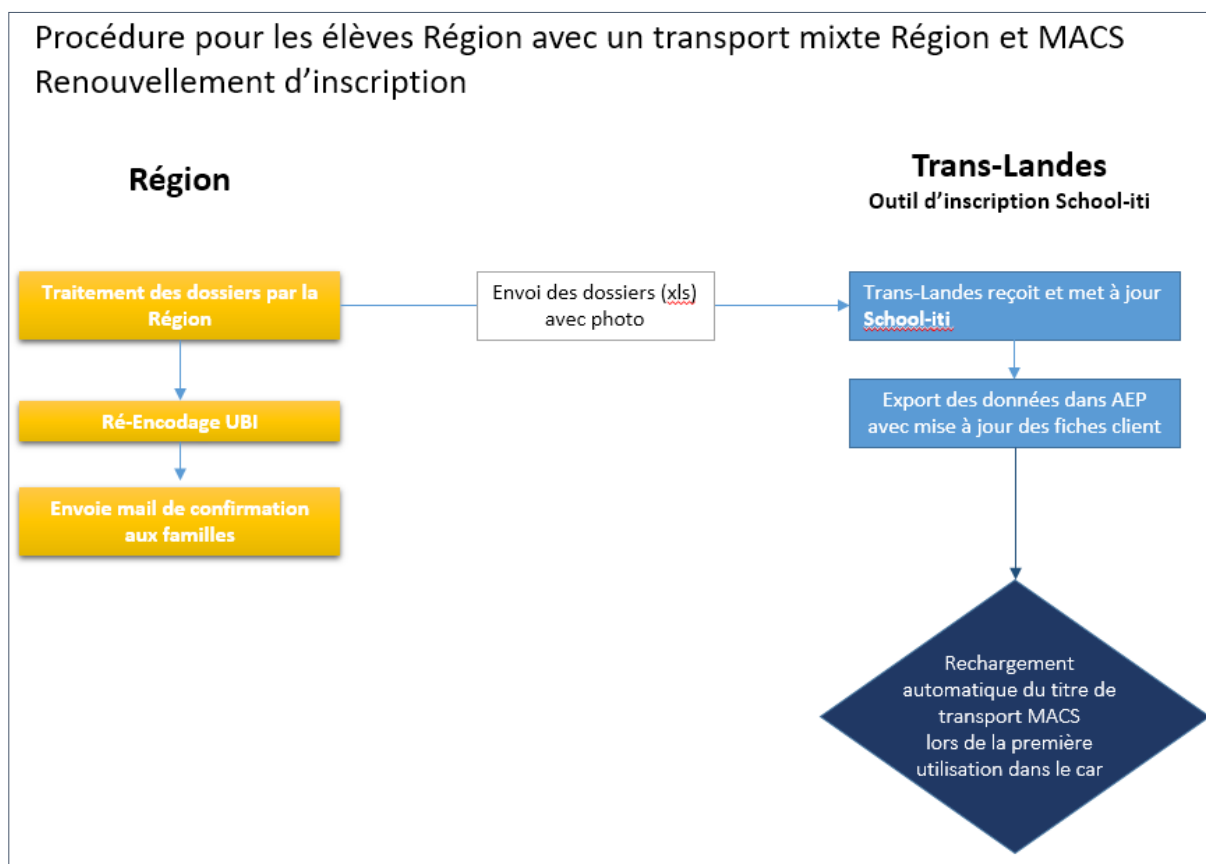 Procédure pour les élèves Région avec un transport mixte Région et MACS
Renouvellement d'inscription
Région
Trans-Landes
Outil d'inscription School-iti
Traitement des dossiers par la
Région
Envoi des dossiers (xls)
avec photo
Trans-Landes reçoit et met à jour
School-iti
Ré-Encodage UBI
Export des données dans AEP
avec mise à jour des fiches client
Envoie mail de confirmation
aux familles
Rechargement
automatique du titre de
transport MACS
lors de la première
utilisation dans le car